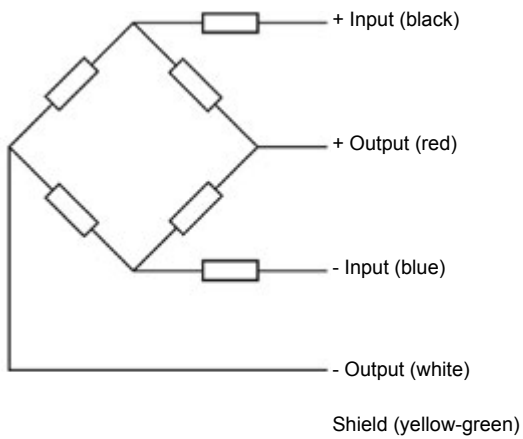 + Input (black)
+ Output (red)
- Input (blue)
- Output (white)
Shield (yellow-green)